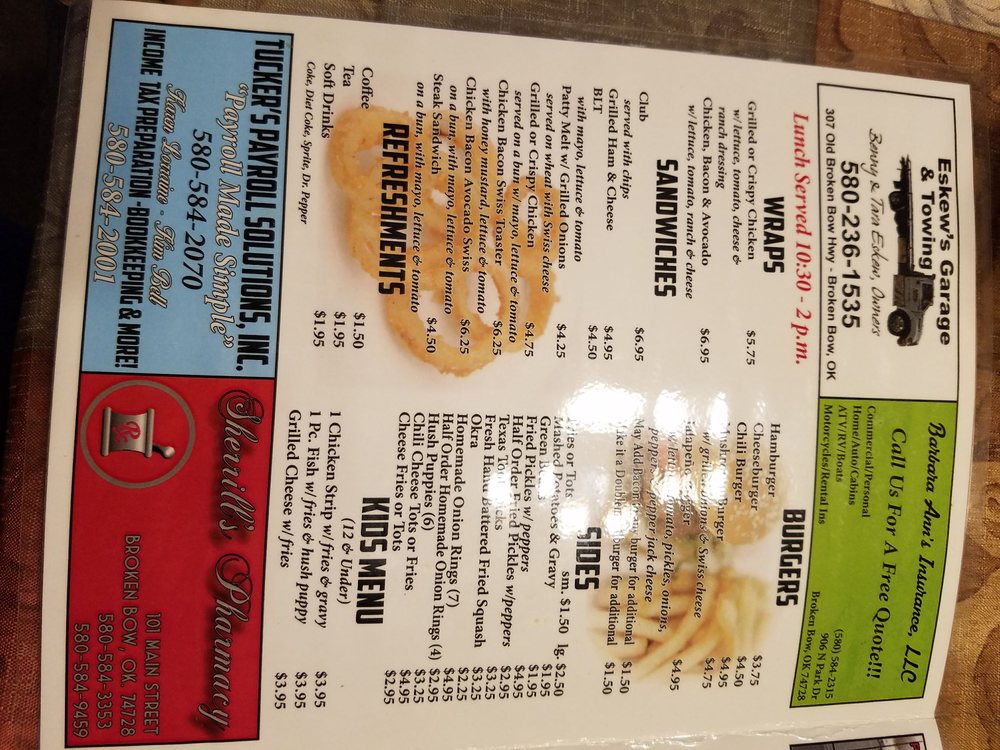 Eskew's Garage
& Towing
Benny & Tara Eskew, Owners
580-236-1535
307 Old Broken Bow Hwy - Broken Bow, OK
Barbara Ann's Insurance, LLC
Call Us For A Free Quote!!!
Commercial/Personal
Home/Auto/Cabins
ATV/RV/Boats
Motorcycles/Rental Ins
(580) 584-2315
906 N Park Dr
Broken Bow, OK 74728
Lunch Served 10:30 - 2 p.m.
WRAPS
Grilled or Crispy Chicken $5.75
w/ lettuce, tomato, cheese &
ranch dressing
Chicken, Bacon & Avocado $6.95
w/ lettuce, tomato, ranch & cheese
SANDWICHES
Club $6.95
served with chips
Grilled Ham & Cheese $4.95
BLT $4.50
with mayo, lettuce & tomato
Patty Melt w/ Grilled Onions $4.25
served on wheat with Swiss cheese
Grilled or Crispy Chicken $4.75
served on a bun w/ mayo, lettuce & tomato
Chicken Bacon Swiss Toaster $6.25
with honey mustard, lettuce & tomato
Chicken Bacon Avocado Swiss $6.25
on a bun, with mayo, lettuce & tomato
Steak Sandwich $4.50
on a bun, with mayo, lettuce & tomato
REFRESHMENTS
Coffee $1.50
Tea $1.95
Soft Drinks $1.95
Coke, Diet Coke, Sprite, Dr. Pepper
BURGERS
Hamburger $3.75
Cheeseburger $4.50
Chili Burger $4.95
Burger $4.75
w/ grilled onions & Swiss cheese
Jalapeño Burger $4.95
w/ lettuce, tomato, pickles, onions,
peppers & pepper jack cheese
May Add Bacon to any burger for additional $1.50
Make it a Double burger for additional $1.50
SIDES
Fries or Tots sm. $1.50 lg. $2.50
Mashed Potatoes & Gravy $1.95
Green Beans $1.95
Fried Pickles w/ peppers $4.95
Half Order Fried Pickles w/peppers $2.95
Texas Toothpicks $3.25
Fresh Hand Battered Fried Squash $3.25
Okra $2.25
Homemade Onion Rings (7) $4.95
Half Order Homemade Onion Rings (4) $2.95
Hush Puppies (6) $3.25
Chili Cheese Tots or Fries $4.95
Cheese Fries or Tots $2.95
KIDS MENU
(12 & Under)
1 Chicken Strip w/ fries & gravy $3.95
1 Pc. Fish w/ fries & hush puppy $3.95
Grilled Cheese w/ fries $3.95
TUCKER'S PAYROLL SOLUTIONS, INC.
"Payroll Made Simple"
580-584-2070
Karen Lorraine - Kim Bell
INCOME TAX PREPARATION - BOOKKEEPING & MORE!
580-584-2001
Sherrill's Pharmacy
101 MAIN STREET
BROKEN BOW, OK 74728
580-584-3353
580-584-9459